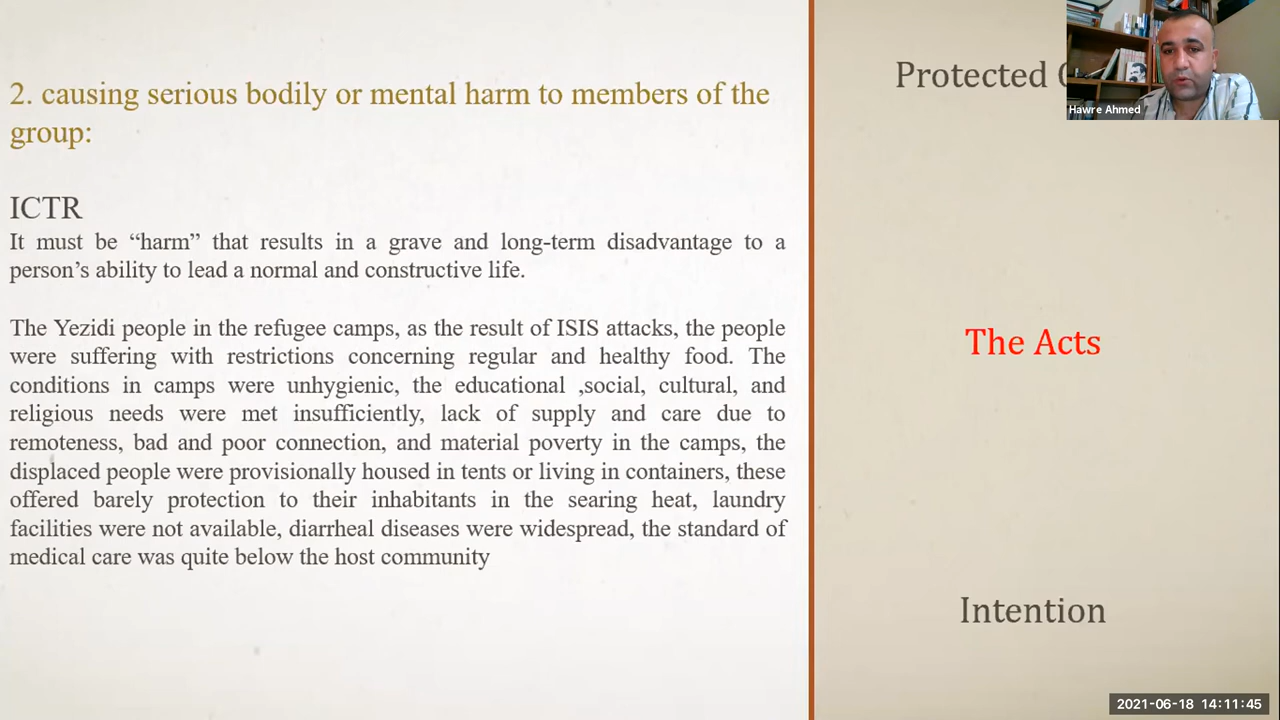 2. causing serious bodily or mental harm to members of the
group:
ICTR
It must be “harm” that results in a grave and long-term disadvantage to a
person’s ability to lead a normal and constructive life.
The Yezidi people in the refugee camps, as the result of ISIS attacks, the people
were suffering with restrictions concerning regular and healthy food. The
conditions in camps were unhygienic, the educational ,social, cultural, and
religious needs were met insufficiently, lack of supply and care due to
remoteness, bad and poor connection, and material poverty in the camps, the
displaced people were provisionally housed in tents or living in containers, these
offered barely protection to their inhabitants in the searing heat, laundry
facilities were not available, diarrheal diseases were widespread, the standard of
medical care was quite below the host community
Protected
Hawre Ahmed
The Acts
Intention
2021-06-18 14:11:45